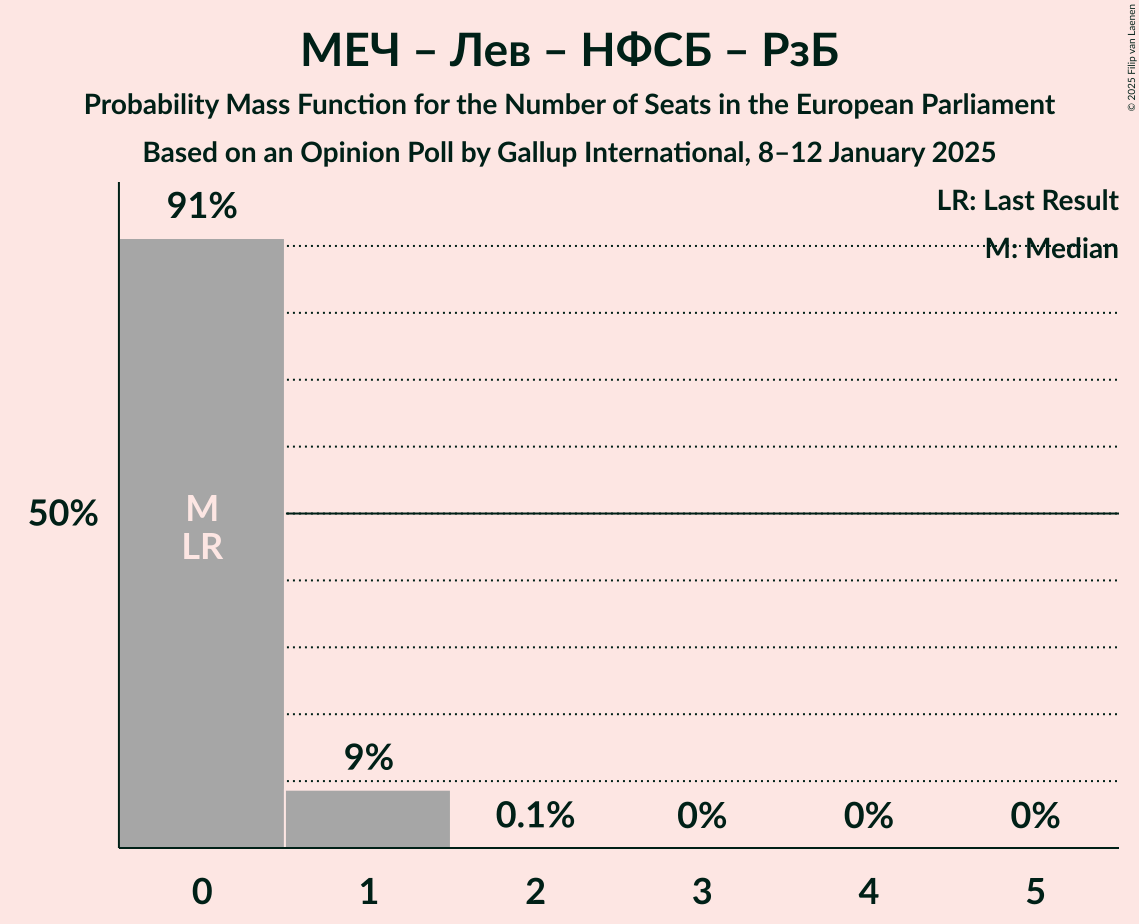 МЕЧ – Лев – НФСБ – РзБ
Probability Mass Function for the Number of Seats in the European Parliament
Based on an Opinion Poll by Gallup International, 8–12 January 2025
© 2025 Filip van Laenen
LR: Last Result
M: Median
91%
50%
M
LR
9%
0.1%
0%
0%
0%
0
1
2
3
4
5